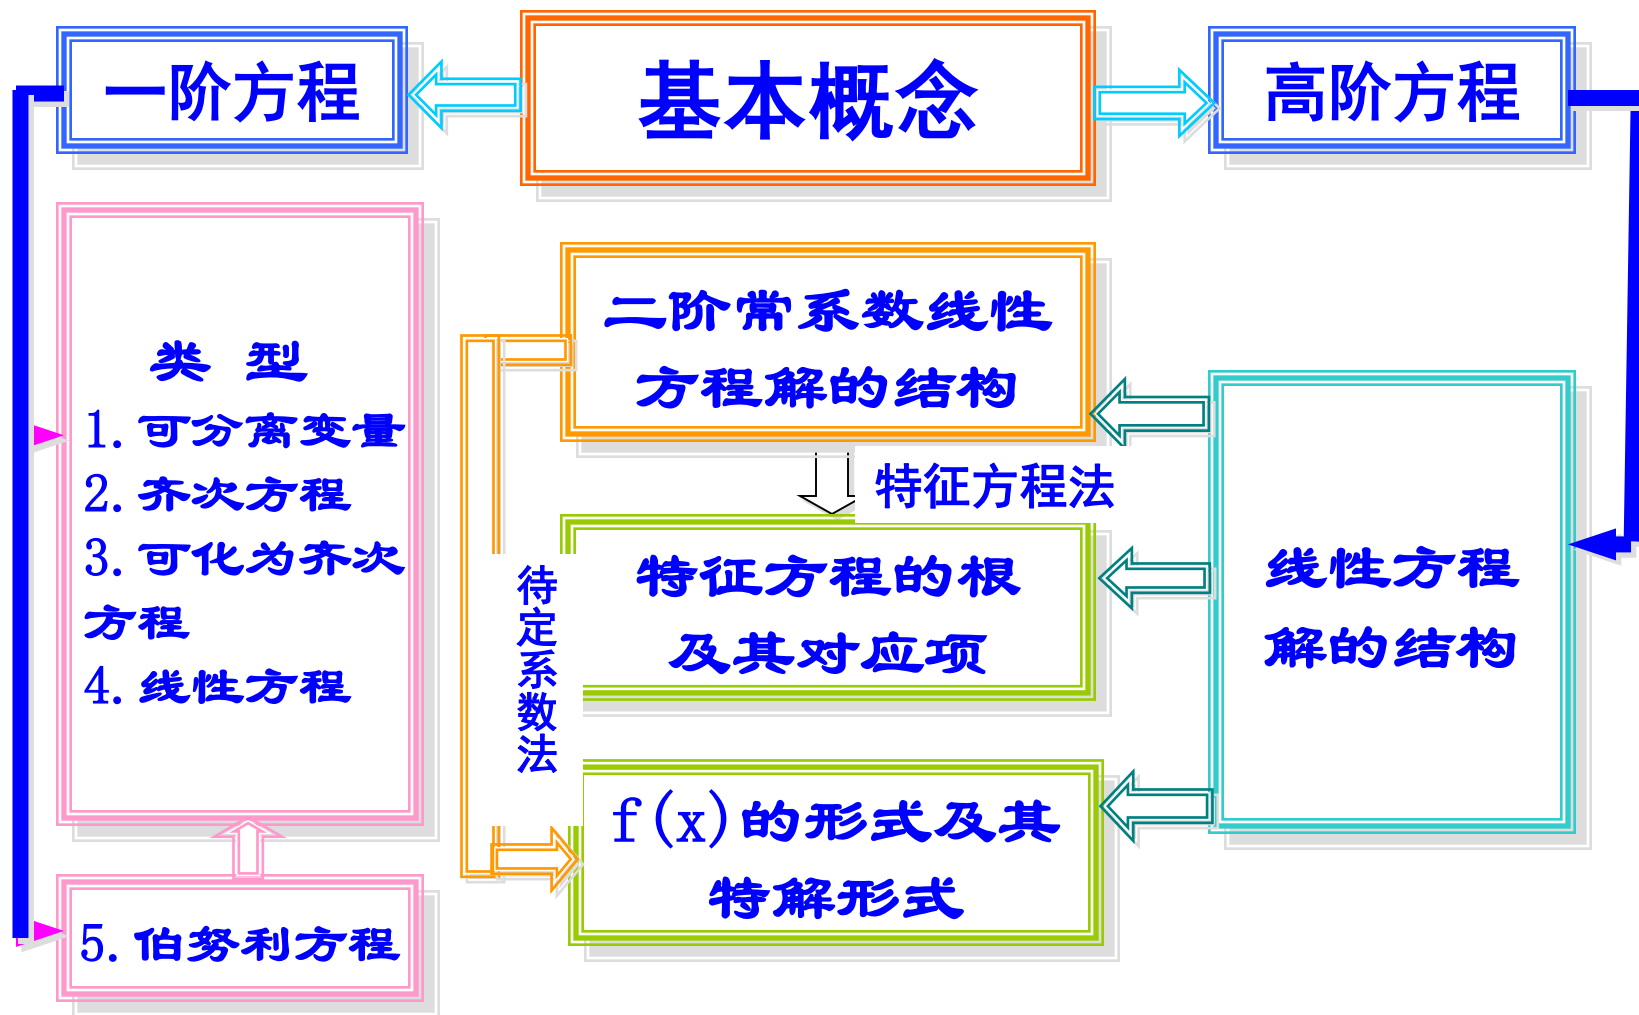 一阶方程
基本概念
高阶方程
类 型
1.可分离变量
2.齐次方程
3.可化为齐次
方程
4.线性方程
5.伯努利方程
二阶常系数线性
方程解的结构
特征方程法
特征方程的根
及其对应项
待定系数法
f(x)的形式及其
特解形式
线性方程
解的结构